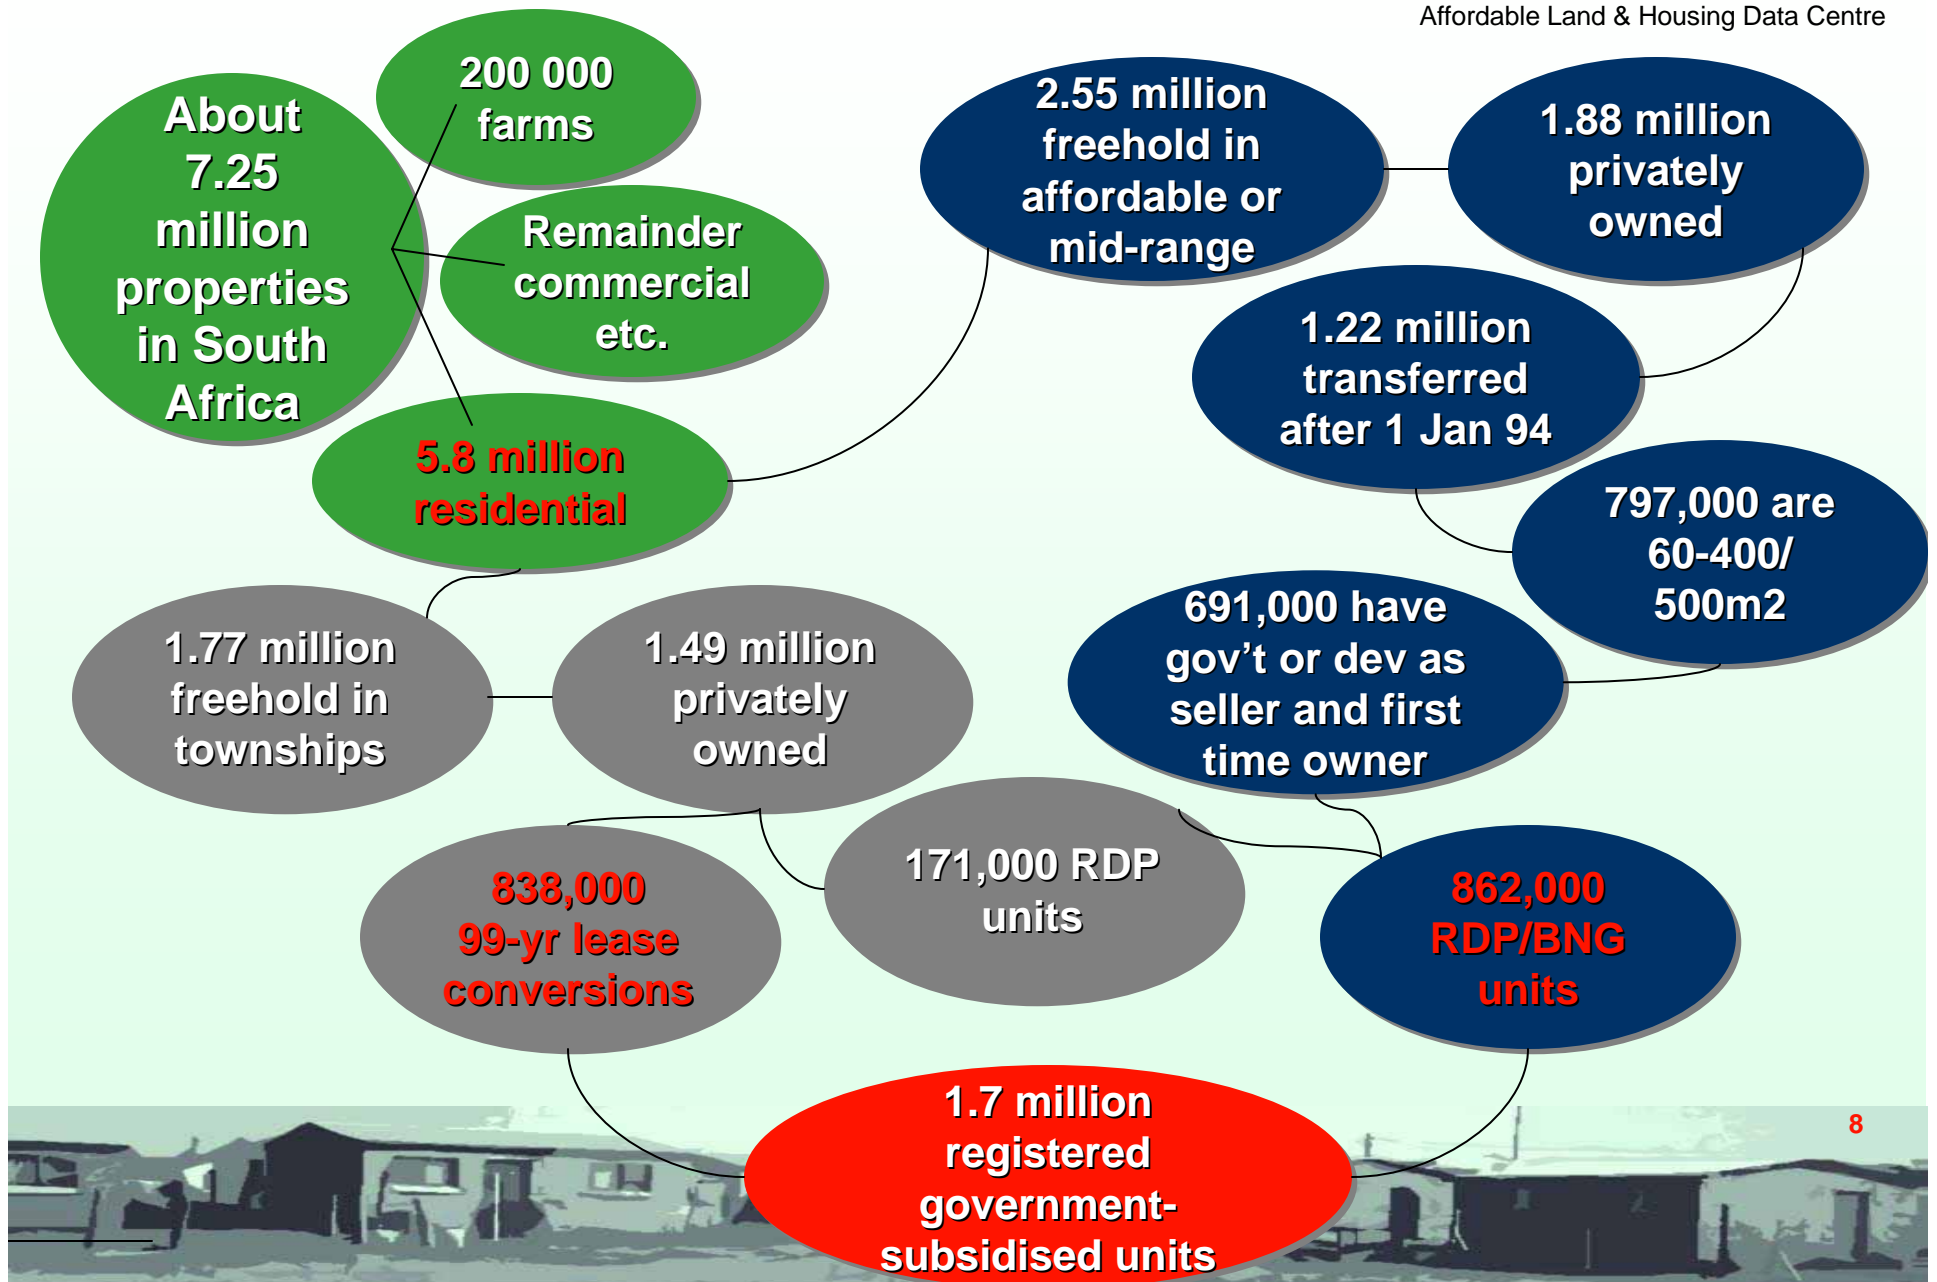 Affordable Land & Housing Data Centre
About
7.25
million
properties
in South
Africa
200 000
farms
Remainder
commercial
etc.
5.8 million
residential
2.55 million
freehold in
affordable or
mid-range
1.88 million
privately
owned
1.22 million
transferred
after 1 Jan 94
797,000 are
60-400/
500m2
691,000 have
gov’t or dev as
seller and first
time owner
1.77 million
freehold in
townships
1.49 million
privately
owned
838,000
99-yr lease
conversions
171,000 RDP
units
862,000
RDP/BNG
units
1.7 million
registered
government-
subsidised units
8